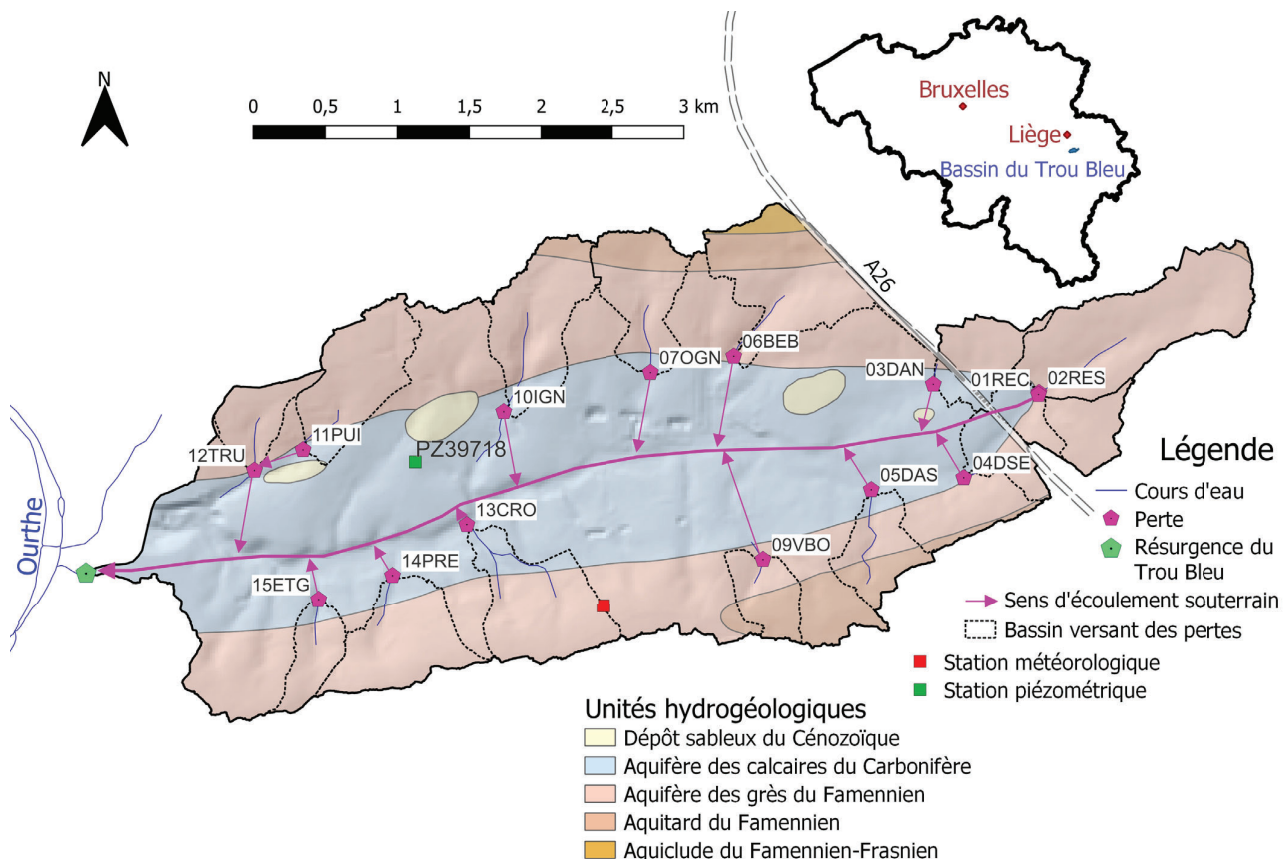 N
0 0,5 1 1,5 2 2,5 3 km
Bruxelles
Liège
Bassin du Trou Bleu
A26
06BEB
07OGN
03DAN
01REC
02RES
10IGN
11PUI
12TRU
PZ39718
04DSE
05DAS
13CRO
09VBO
14PRE
15ETG
Ourthe
Légende
Cours d'eau
Perte
Résurgence du
Trou Bleu
Sens d'écoulement souterrain
Bassin versant des pertes
Station météorologique
Station piézométrique
Unités hydrogéologiques
Dépôt sableux du Cénozoïque
Aquifère des calcaires du Carbonifère
Aquifère des grès du Famennien
Aquitard du Famennien
Aquiclude du Famennien-Frasnien